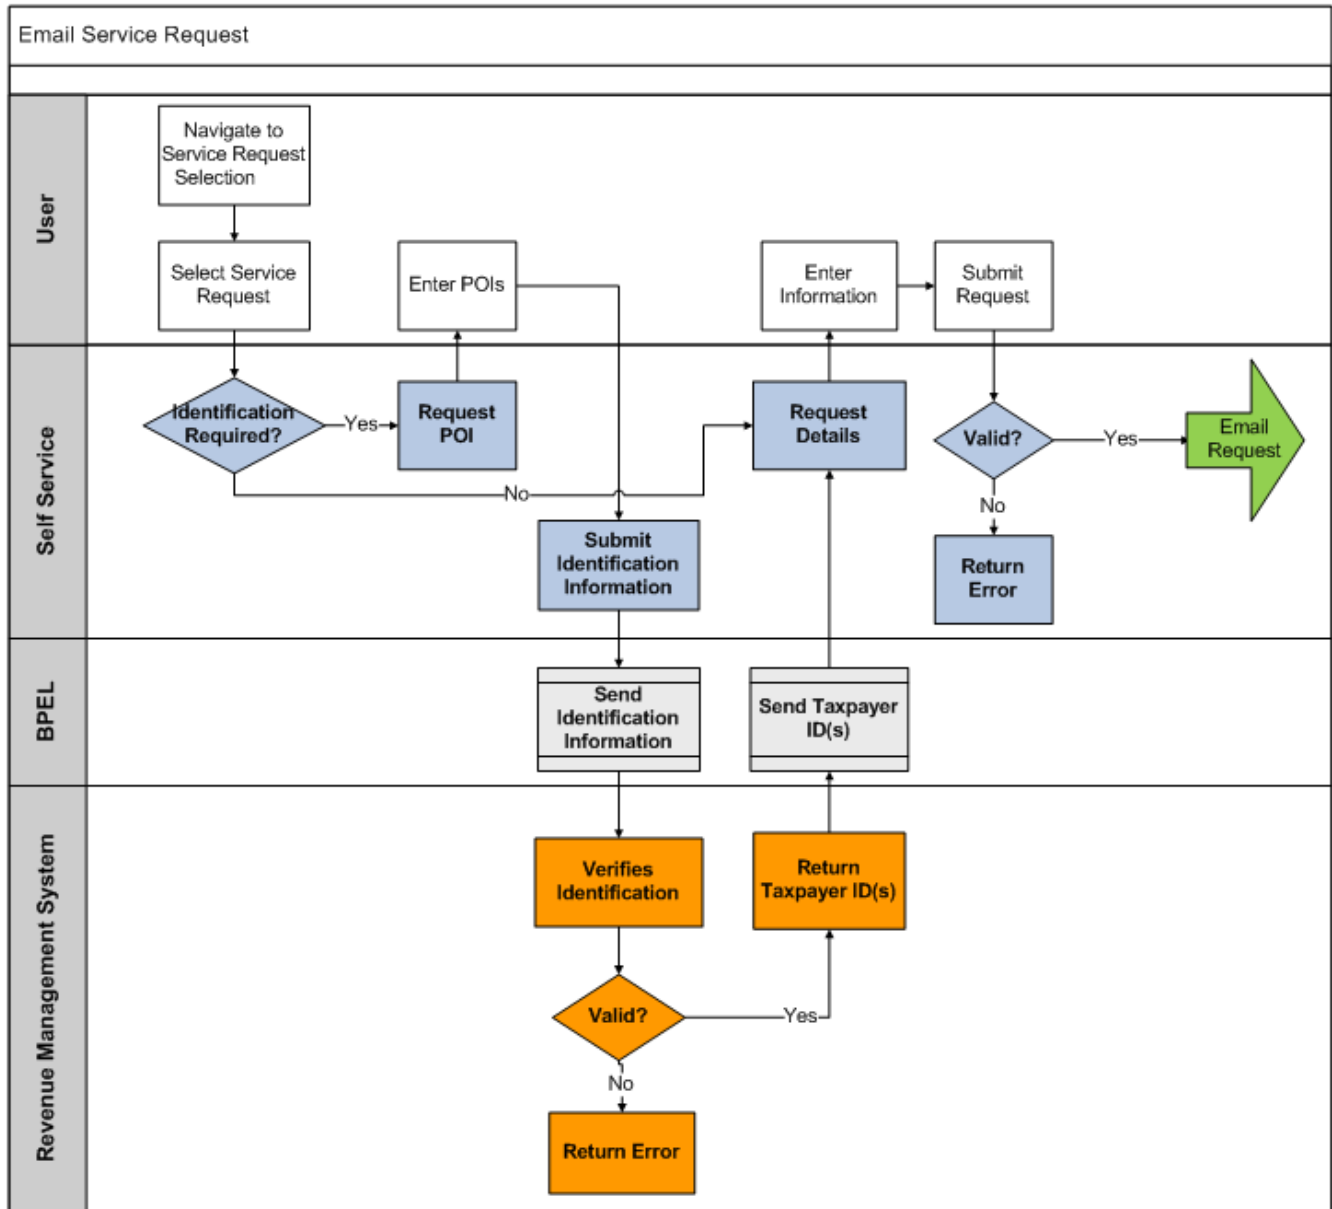 Email Service Request
User
Navigate to
Service Request
Selection
Select Service
Request
Enter POIs
Enter
Information
Submit
Request
Self Service
Identification
Required?
Yes
Request
POI
No
Submit
Identification
Information
Request
Details
Valid?
Yes
Email
Request
No
Return
Error
BPEL
Send
Identification
Information
Send Taxpayer
ID(s)
Revenue Management System
Verifies
Identification
Return
Taxpayer ID(s)
Valid?
Yes
No
Return Error